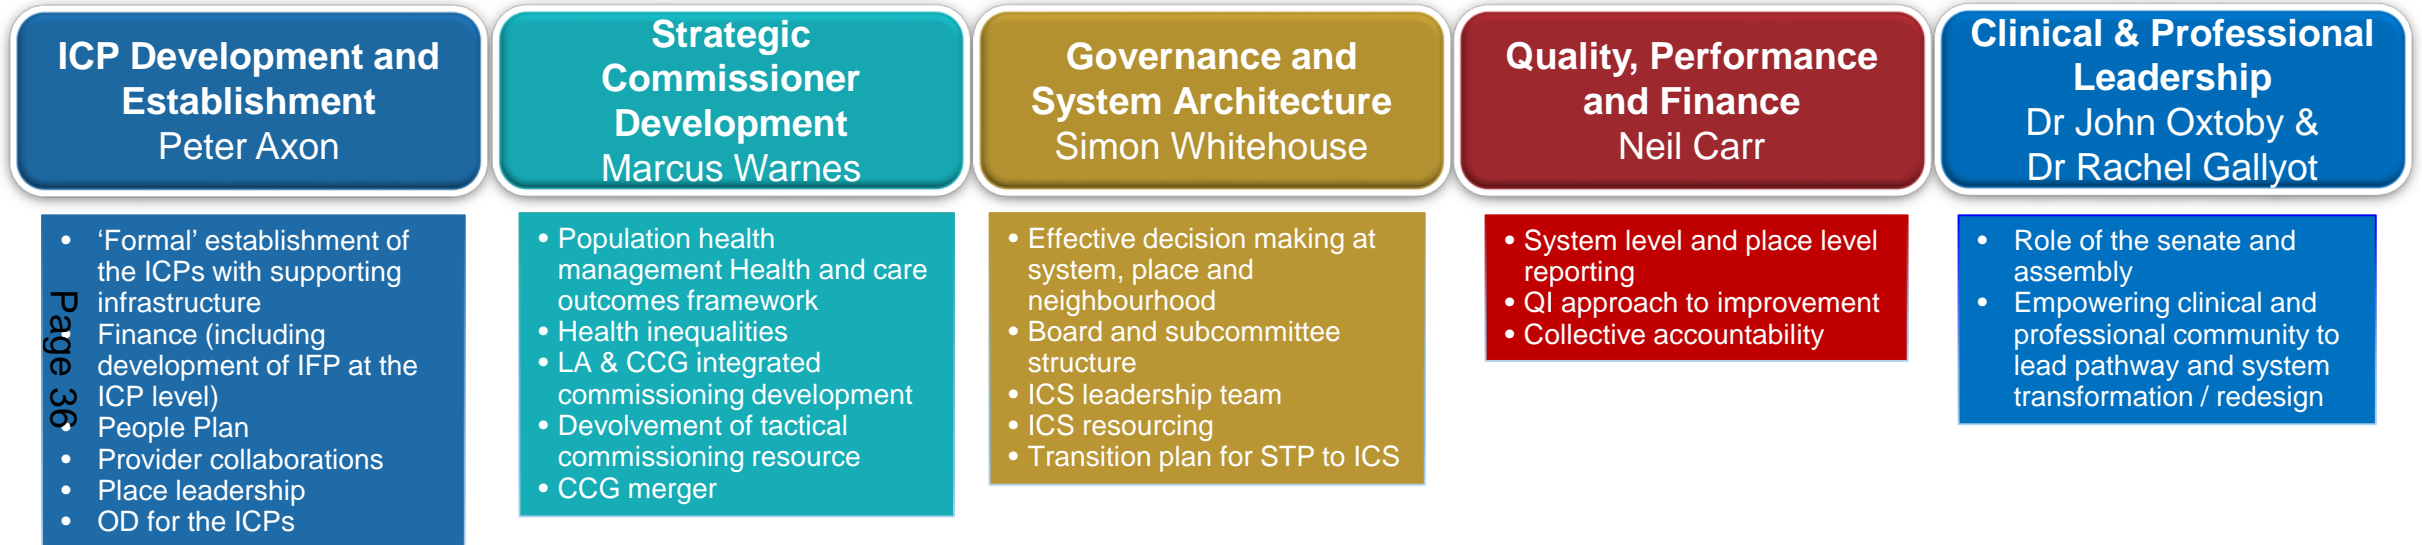 ICP Development and
Establishment
Peter Axon
• ‘Formal’ establishment of
the ICPs with supporting
infrastructure
• Finance (including
development of IFP at the
ICP level)
• People Plan
• Provider collaborations
• Place leadership
• OD for the ICPs
Page 36
Strategic
Commissioner
Development
Marcus Warnes
• Population health
management Health and care
outcomes framework
• Health inequalities
• LA & CCG integrated
commissioning development
• Devolvement of tactical
commissioning resource
• CCG merger
Governance and
System Architecture
Simon Whitehouse
• Effective decision making at
system, place and
neighbourhood
• Board and subcommittee
structure
• ICS leadership team
• ICS resourcing
• Transition plan for STP to ICS
Quality, Performance
and Finance
Neil Carr
• System level and place level
reporting
• QI approach to improvement
• Collective accountability
Clinical & Professional
Leadership
Dr John Oxtoby &
Dr Rachel Gallyot
• Role of the senate and
assembly
• Empowering clinical and
professional community to
lead pathway and system
transformation / redesign